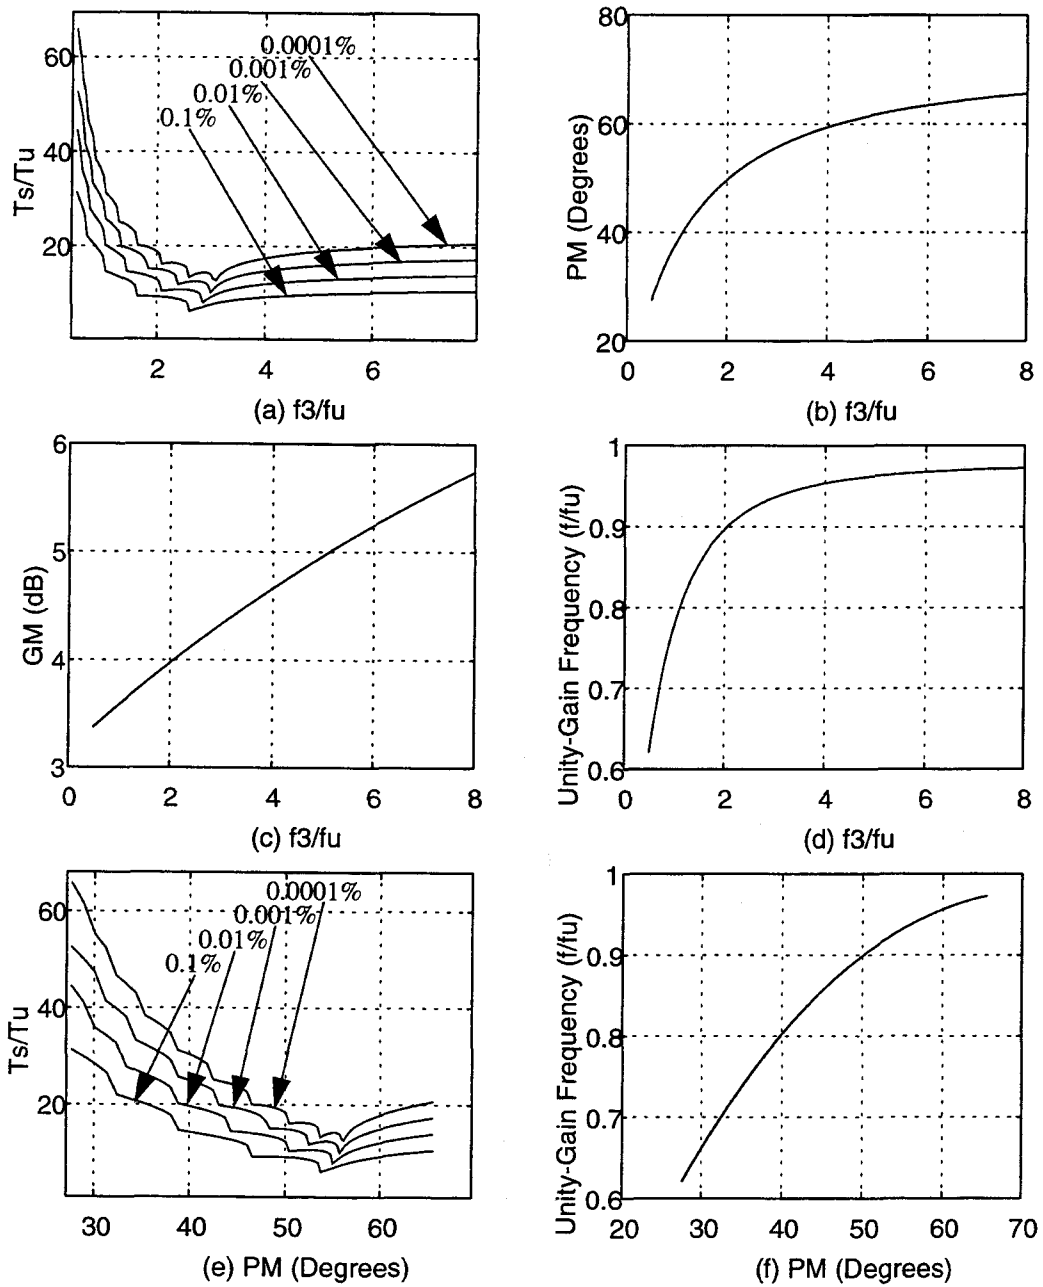 0.0001%
0.001%
0.01%
0.1%
60
40
20
Ts/Tu
2 4 6
(a) f3/fu
80
60
40
20
PM (Degrees)
0 2 4 6 8
(b) f3/fu
6
5
4
3
GM (dB)
0 2 4 6 8
(c) f3/fu
1
0.9
0.8
0.7
0.6
Unity-Gain Frequency (f/fu)
0 2 4 6 8
(d) f3/fu
0.0001%
0.001%
0.01%
0.1%
60
40
20
Ts/Tu
30 40 50 60
(e) PM (Degrees)
1
0.9
0.8
0.7
0.6
Unity-Gain Frequency (f/fu)
20 30 40 50 60 70
(f) PM (Degrees)